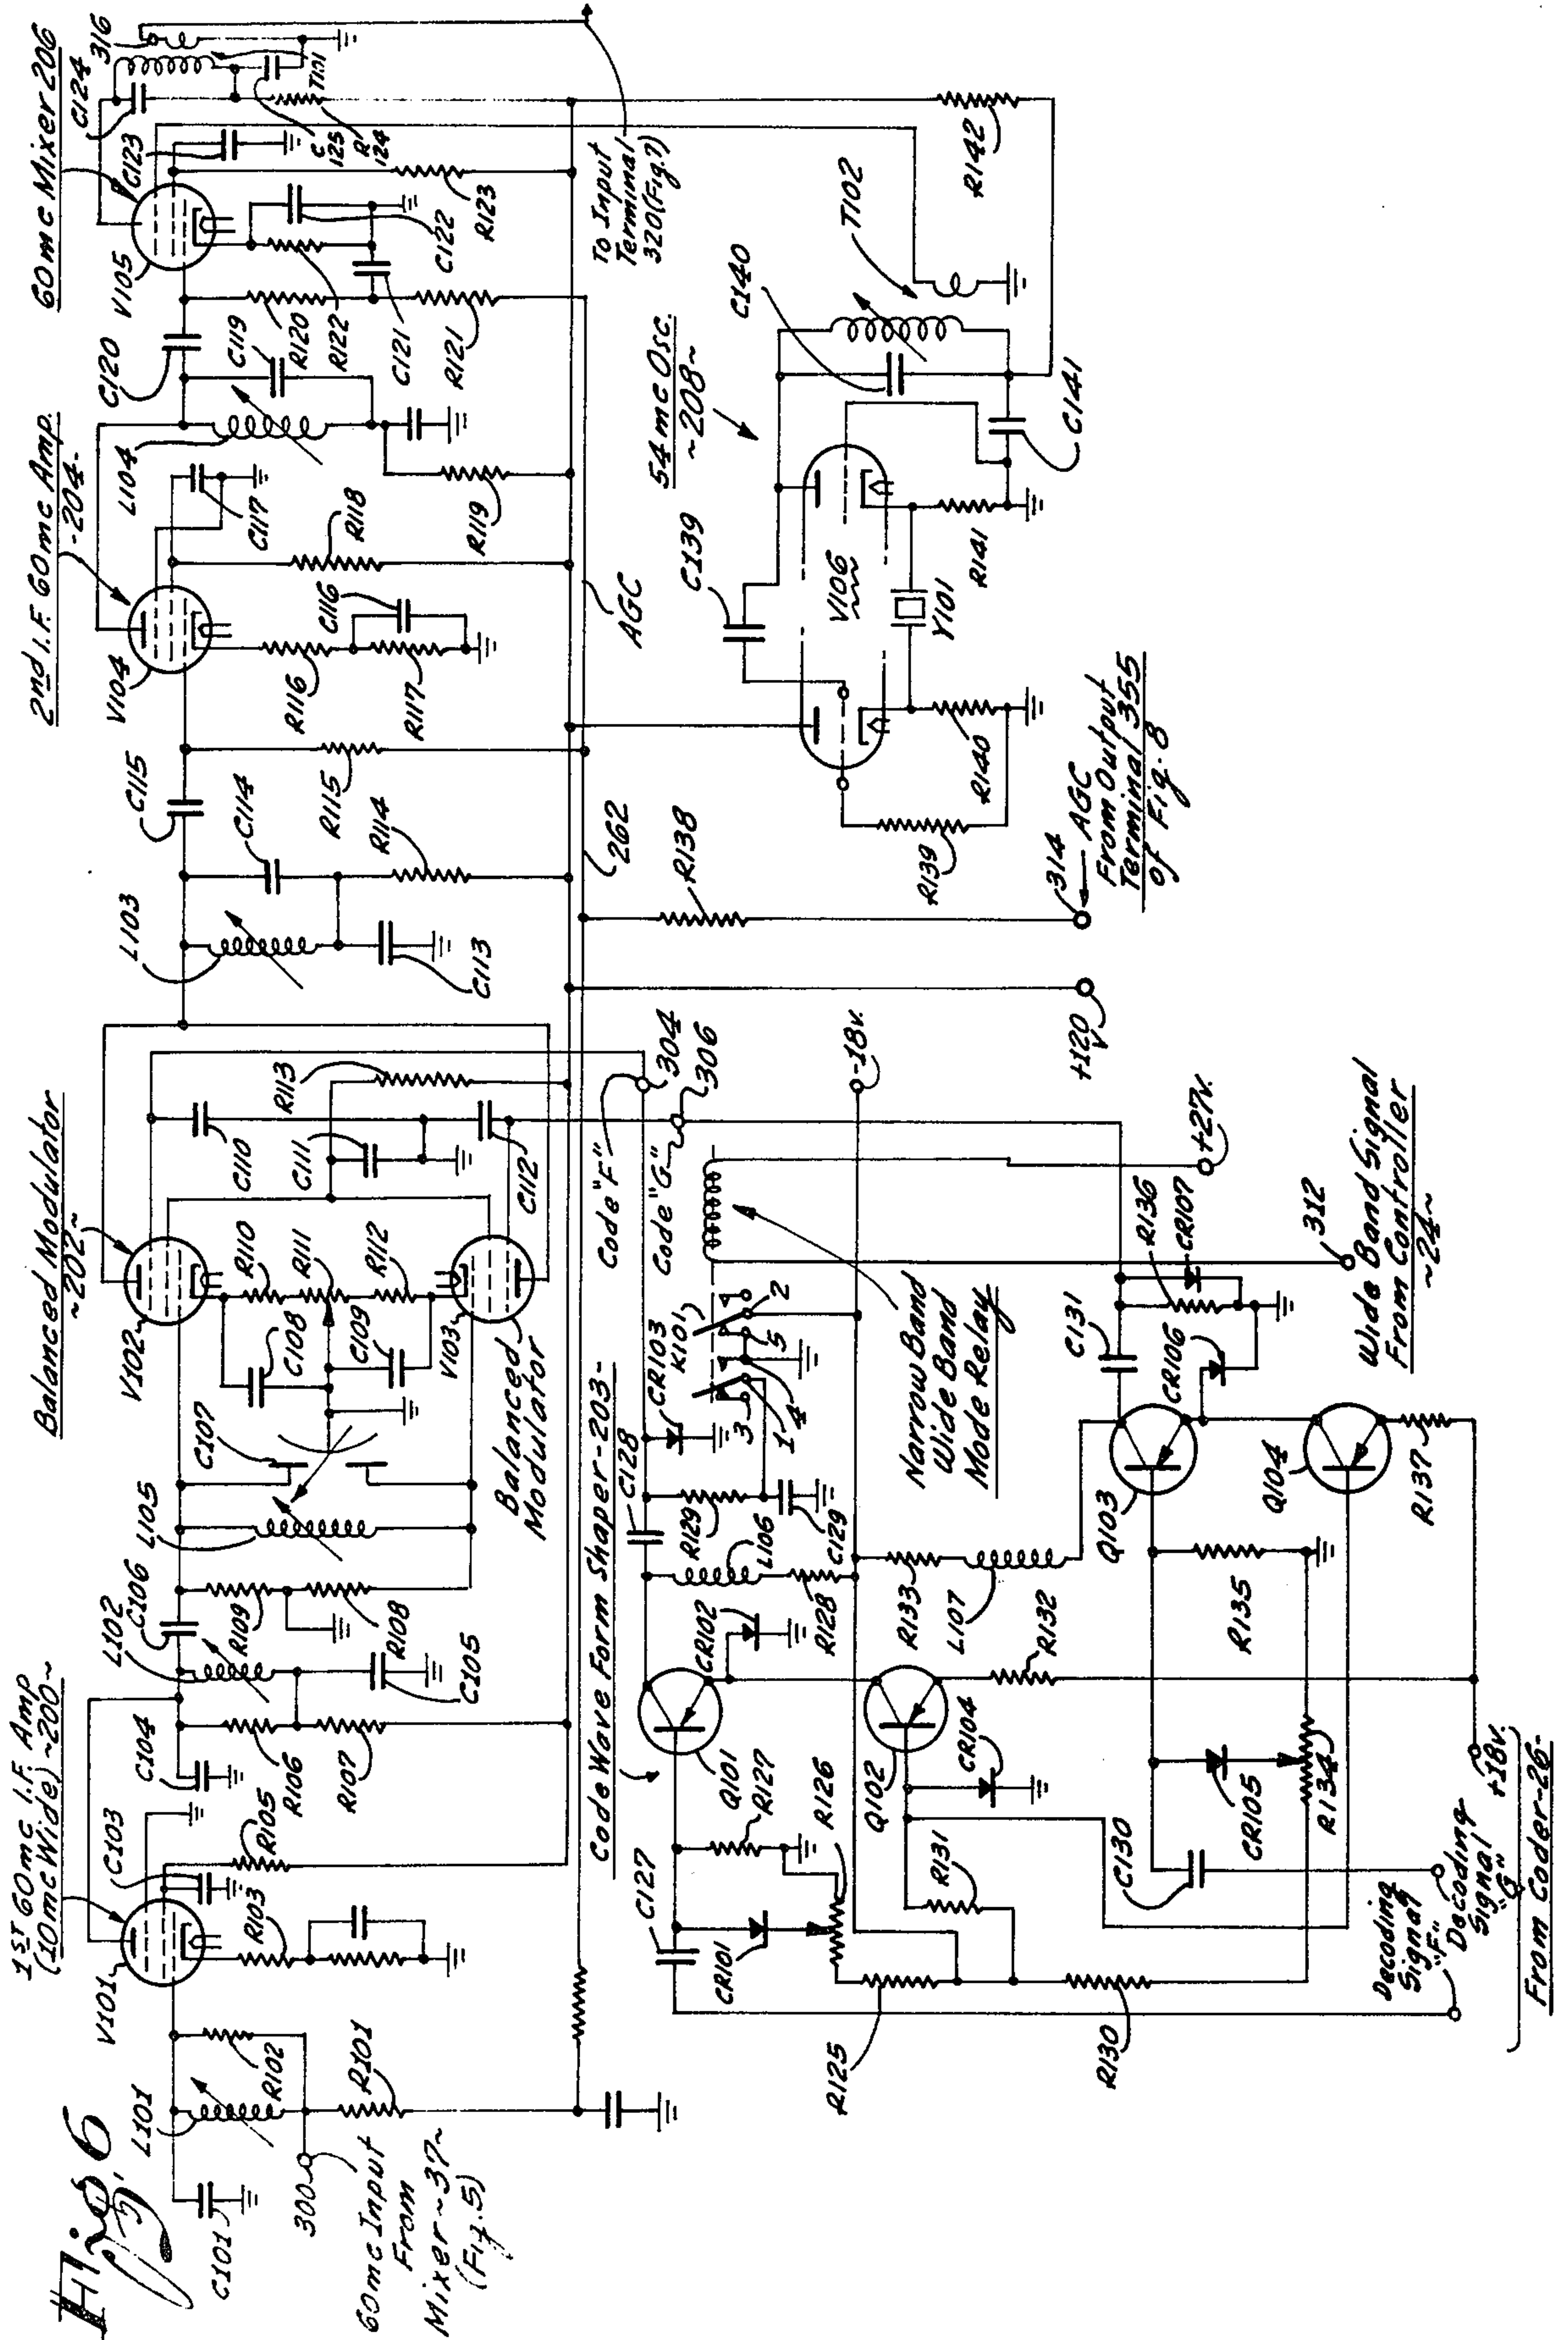 Fig. 6
1ST 60mc I.F. Amp
(10mc Wide) ~200~
Balanced Modulator
~202~
2nd I.F. 60mc Amp.
-204-
60mc Mixer 206
V101
L101
C101
R102
R101
300
60mc Input
From
Mixer ~37~
(Fig. 5)
C103
R103
R105
C104
R106
R107
L102
C106
R109
R108
C105
L105
C107
V102
C108
C109
R110
R111
R112
V103
Balanced
Modulator
C110
C111
C112
R113
L103
C113
C114
R114
C115
R115
V104
R116
R117
C116
C117
R118
L104
R119
C120
C119
V105
R120
R122
C121
R121
C122
R123
C123
C124
C
125
R
124
T101
316
To Input
Terminal
320 (Fig. 7)
AGC
262
R138
314
AGC
From Output
Terminal 355
of Fig. 8
+120
V
54mc Osc.
~208~
C139
V106
Y101
R139
R140
R141
C140
C141
T102
R142
Code Wave Form Shaper-203-
Code "F"
304
Code "G"
306
C127
Q101
R127
CR101
R126
R125
R130
C128
CR102
R129
L106
R128
C129
CR103
K101
3
1
4
5
2
-18v.
Narrow Band
Wide Band
Mode Relay
+27v.
312
Wide Band Signal
From Controller
~24~
Q102
CR104
R131
R132
R133
L107
Q103
C131
CR106
R136
CR107
Q104
R137
R135
CR105
R134
C130
Decoding
Signal
"F"
Decoding
Signal
"G"
+18v.
From Coder-26-